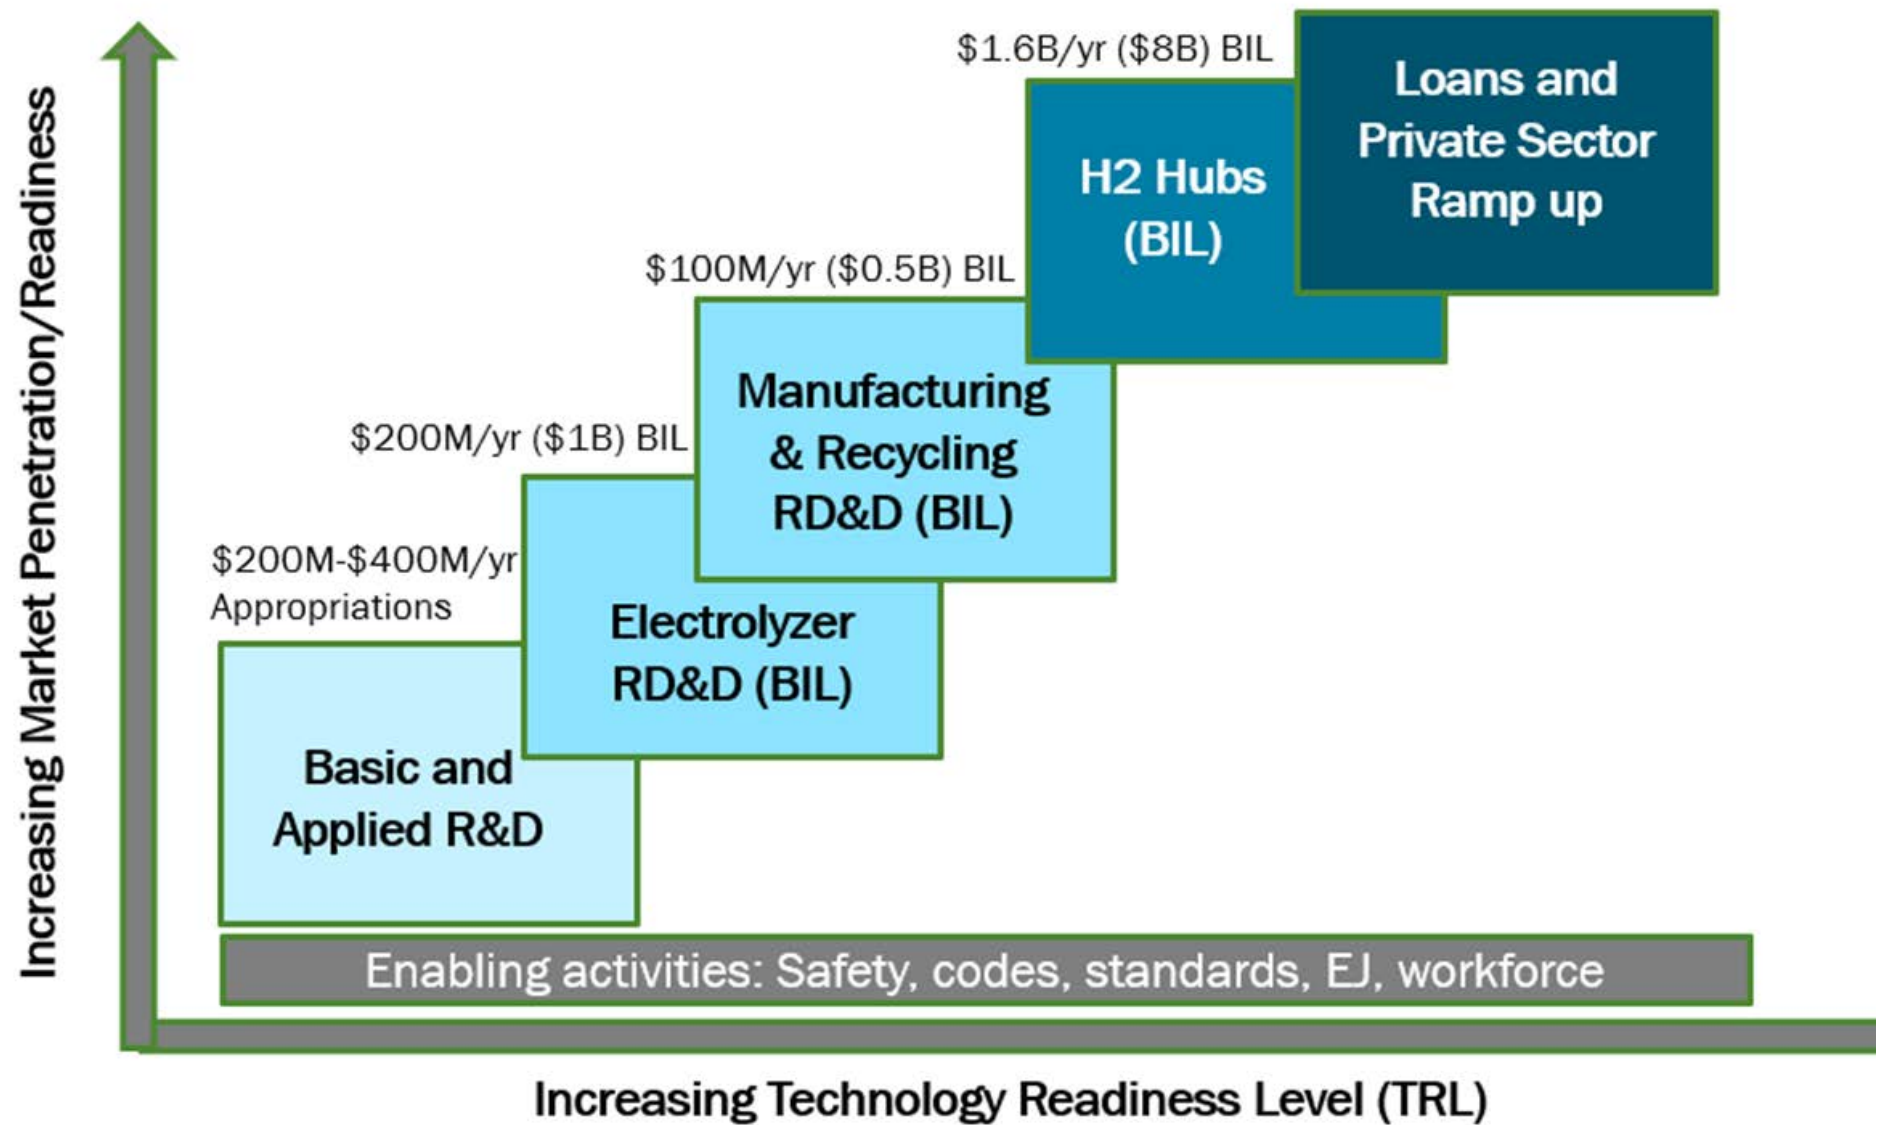 Increasing Market Penetration/Readiness
$1.6B/yr ($8B) BIL
Loans and
Private Sector
Ramp up
H2 Hubs
(BIL)
$100M/yr ($0.5B) BIL
Manufacturing
& Recycling
RD&D (BIL)
$200M/yr ($1B) BIL
Electrolyzer
RD&D (BIL)
$200M-$400M/yr
Appropriations
Basic and
Applied R&D
Enabling activities: Safety, codes, standards, EJ, workforce
Increasing Technology Readiness Level (TRL)